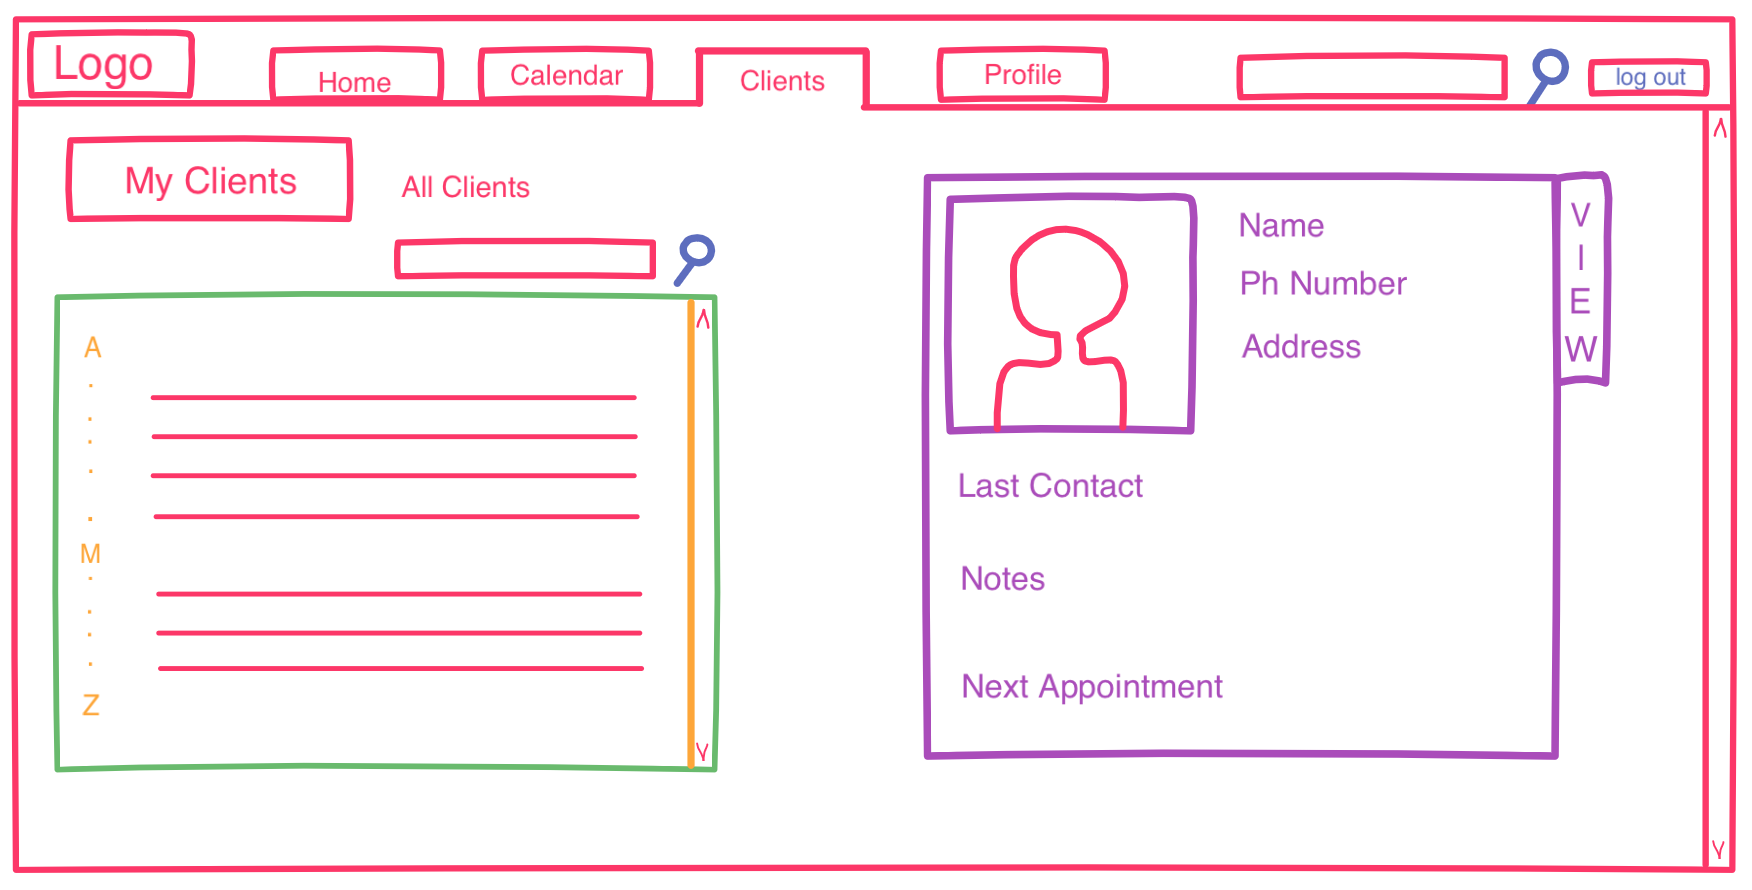 Logo
Home
Calendar
Clients
Profile
log out
My Clients
All Clients
A
M
Z
Name
Ph Number
Address
VIEW
Last Contact
Notes
Next Appointment